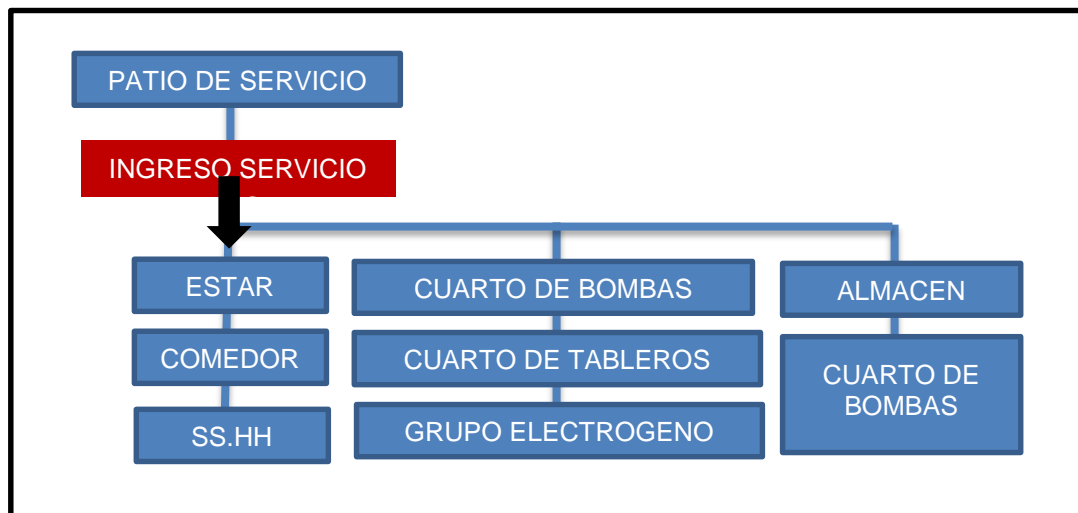 PATIO DE SERVICIO
INGRESO SERVICIO
ESTAR
COMEDOR
SS.HH
CUARTO DE BOMBAS
CUARTO DE TABLEROS
GRUPO ELECTROGENO
ALMACEN
CUARTO DE
BOMBAS